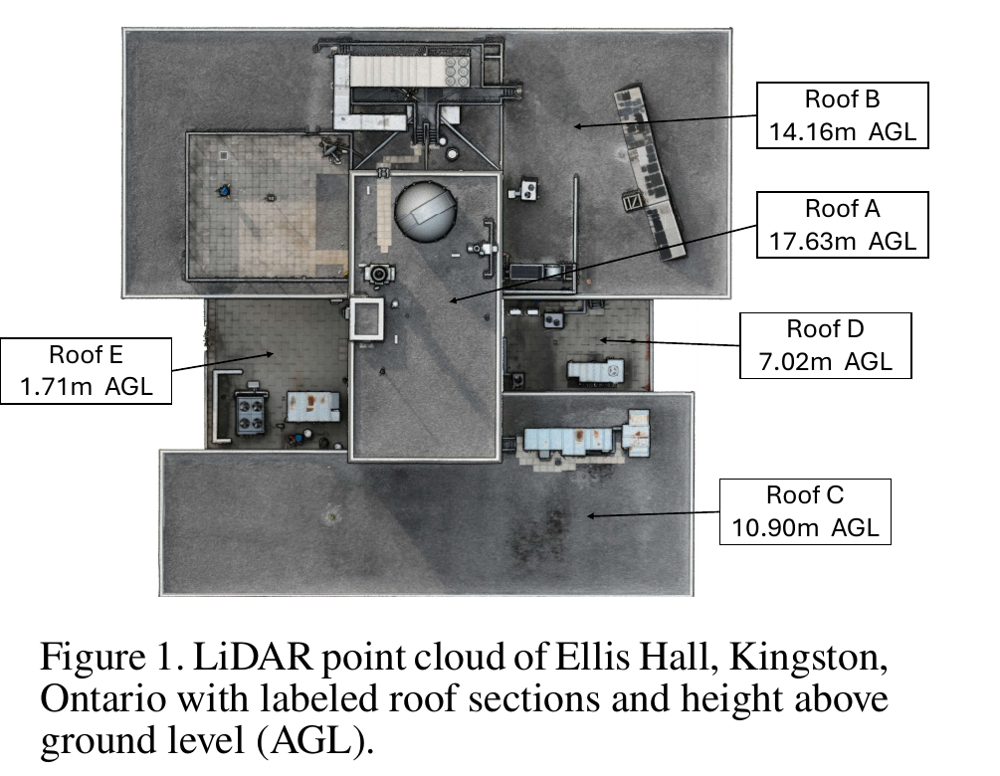 Roof B
14.16m AGL
Roof A
17.63m AGL
Roof D
7.02m AGL
Roof E
1.71m AGL
Roof C
10.90m AGL
Figure 1. LiDAR point cloud of Ellis Hall, Kingston,
Ontario with labeled roof sections and height above
ground level (AGL).